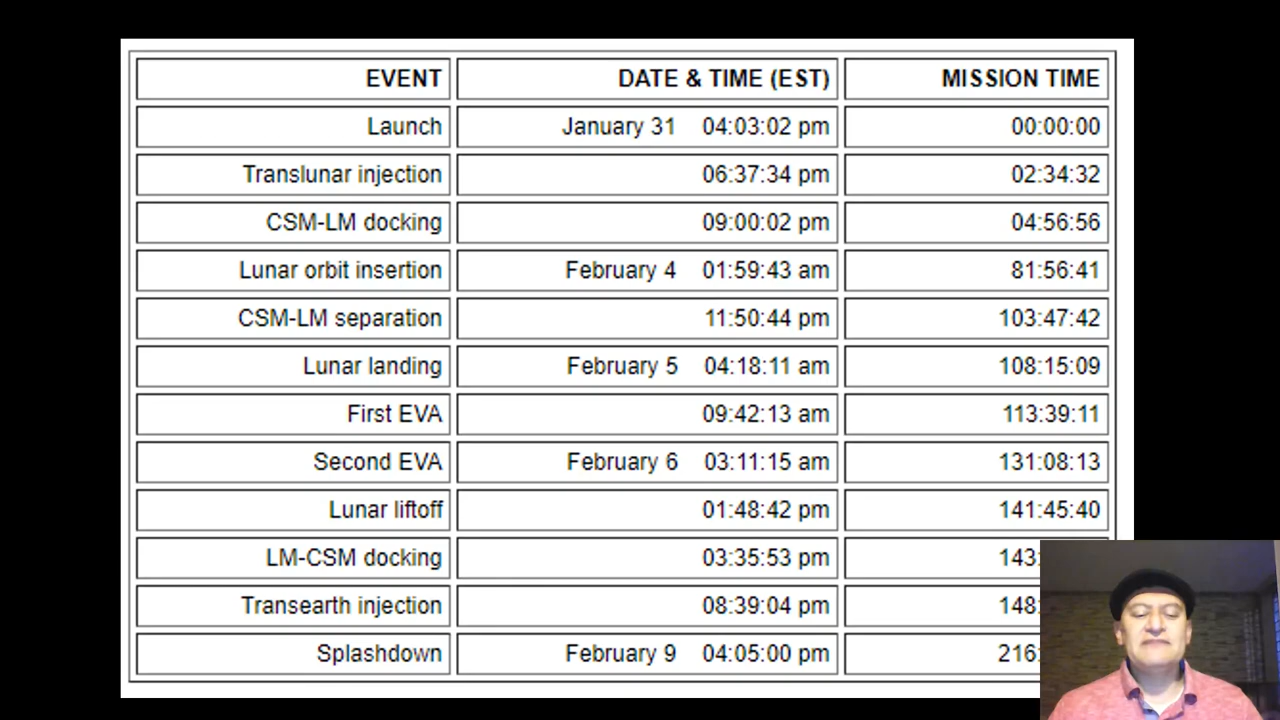 EVENT DATE & TIME (EST) MISSION TIME
Launch January 31 04:03:02 pm 00:00:00
Translunar injection 06:37:34 pm 02:34:32
CSM-LM docking 09:00:02 pm 04:56:56
Lunar orbit insertion February 4 01:59:43 am 81:56:41
CSM-LM separation 11:50:44 pm 103:47:42
Lunar landing February 5 04:18:11 am 108:15:09
First EVA 09:42:13 am 113:39:11
Second EVA February 6 03:11:15 am 131:08:13
Lunar liftoff 01:48:42 pm 141:45:40
LM-CSM docking 03:35:53 pm 143:
Transearth injection 08:39:04 pm 148:
Splashdown February 9 04:05:00 pm 216: